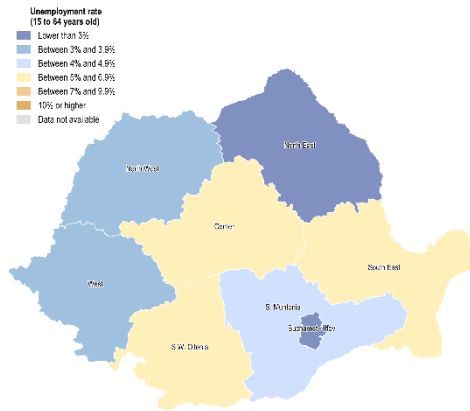 Unemployment rate
(15 to 64 years old)
Lower than 3%
Between 3% and 3.9%
Between 4% and 4.9%
Between 5% and 6.9%
Between 7% and 9.9%
10% or higher
Data not available
North East
North West
Center
South East
West
S. Muntenia
Bucharest - Ilfov
S.W. Oltenia